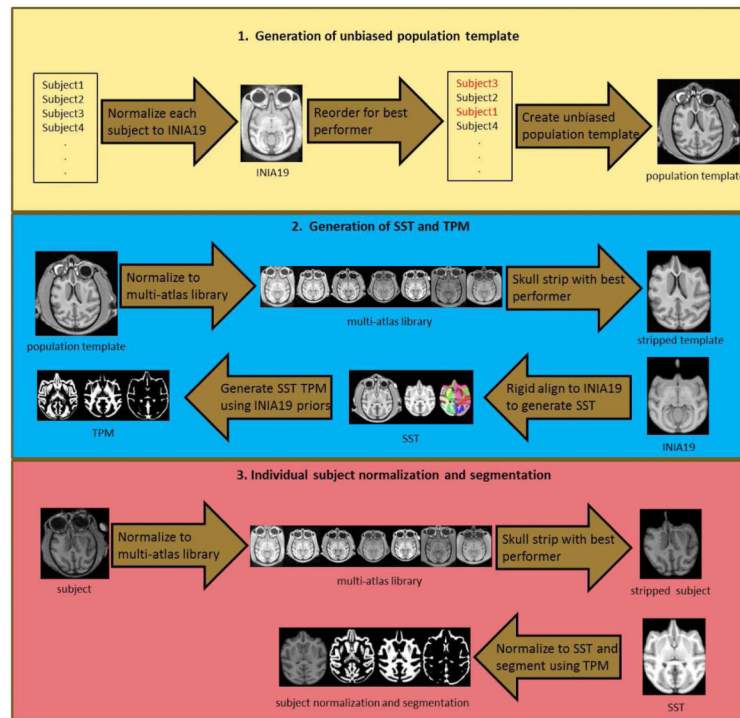 1. Generation of unbiased population template
Subject1
Subject2
Subject3
Subject4
.
.
.
Normalize each
subject to INIA19
INIA19
Reorder for best
performer
Subject3
Subject2
Subject1
Subject4
.
.
.
Create unbiased
population template
population template
2. Generation of SST and TPM
population template
Normalize to
multi-atlas library
multi-atlas library
Skull strip with best
performer
stripped template
TPM
Generate SST TPM
using INIA19 priors
SST
Rigid align to INIA19
to generate SST
INIA19
3. Individual subject normalization and segmentation
subject
Normalize to
multi-atlas library
multi-atlas library
Skull strip with best
performer
stripped subject
subject normalization and segmentation
Normalize to SST and
segment using TPM
SST